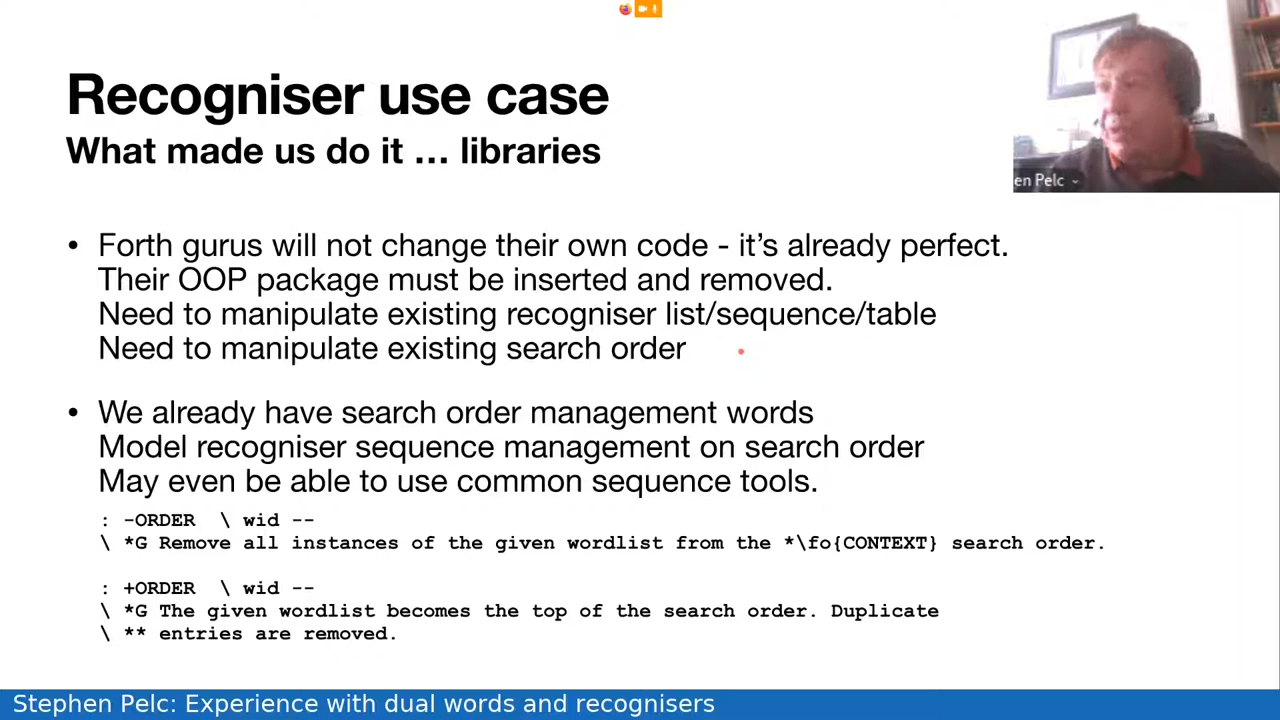 Recogniser use case
What made us do it … libraries
en Pelc
• Forth gurus will not change their own code - it’s already perfect.
Their OOP package must be inserted and removed.
Need to manipulate existing recogniser list/sequence/table
Need to manipulate existing search order
• We already have search order management words
Model recogniser sequence management on search order
May even be able to use common sequence tools.
: -ORDER \ wid --
\ *G Remove all instances of the given wordlist from the *\fo{CONTEXT} search order.
: +ORDER \ wid --
\ *G The given wordlist becomes the top of the search order. Duplicate
\ ** entries are removed.
Stephen Pelc: Experience with dual words and recognisers